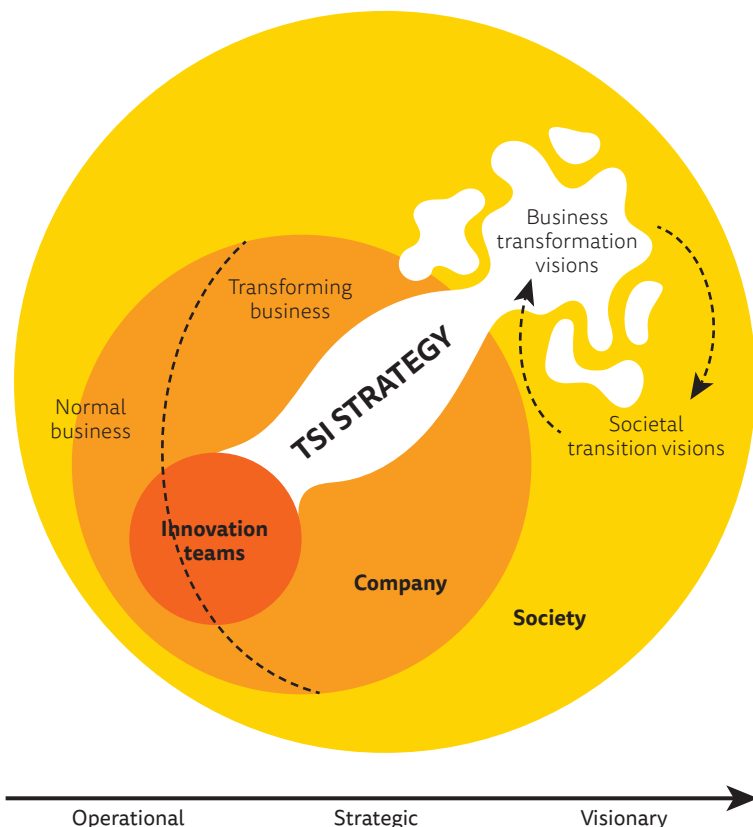 Business
transformation
visions
Transforming
business
TSI STRATEGY
Normal
business
Societal
transition visions
Innovation
teams
Company
Society
Operational
Strategic
Visionary